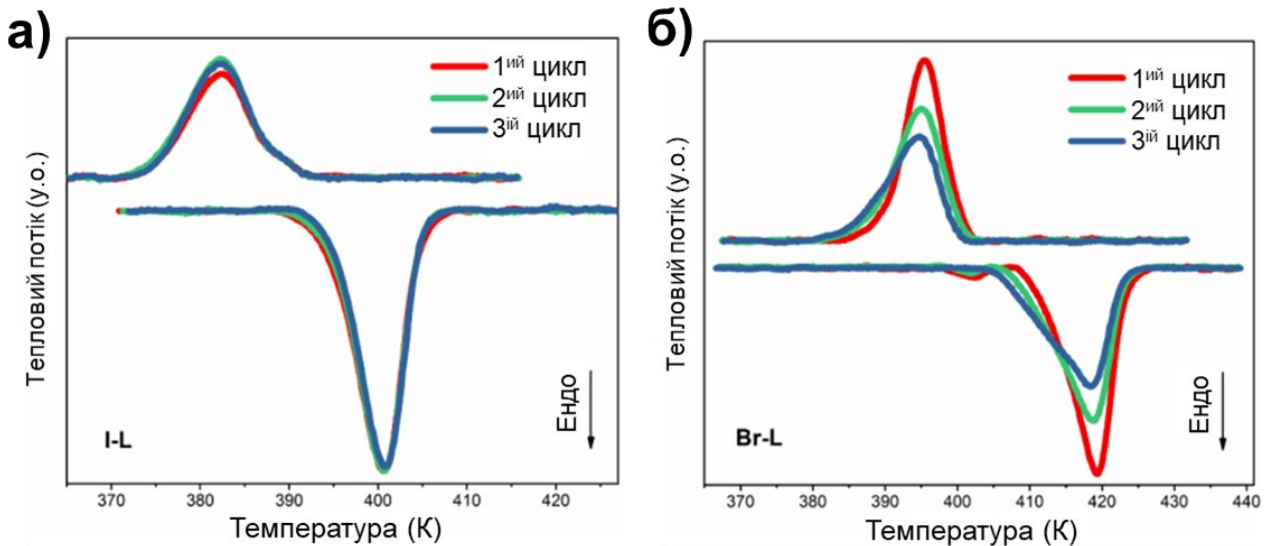 а)
Тепловий потік (у.о.)
1ий цикл
2ий цикл
3ій цикл
Ендо
I-L
370 380 390 400 410 420
Температура (К)
б)
Тепловий потік (у.о.)
1ий цикл
2ий цикл
3ій цикл
Ендо
Br-L
370 380 390 400 410 420 430 440
Температура (К)